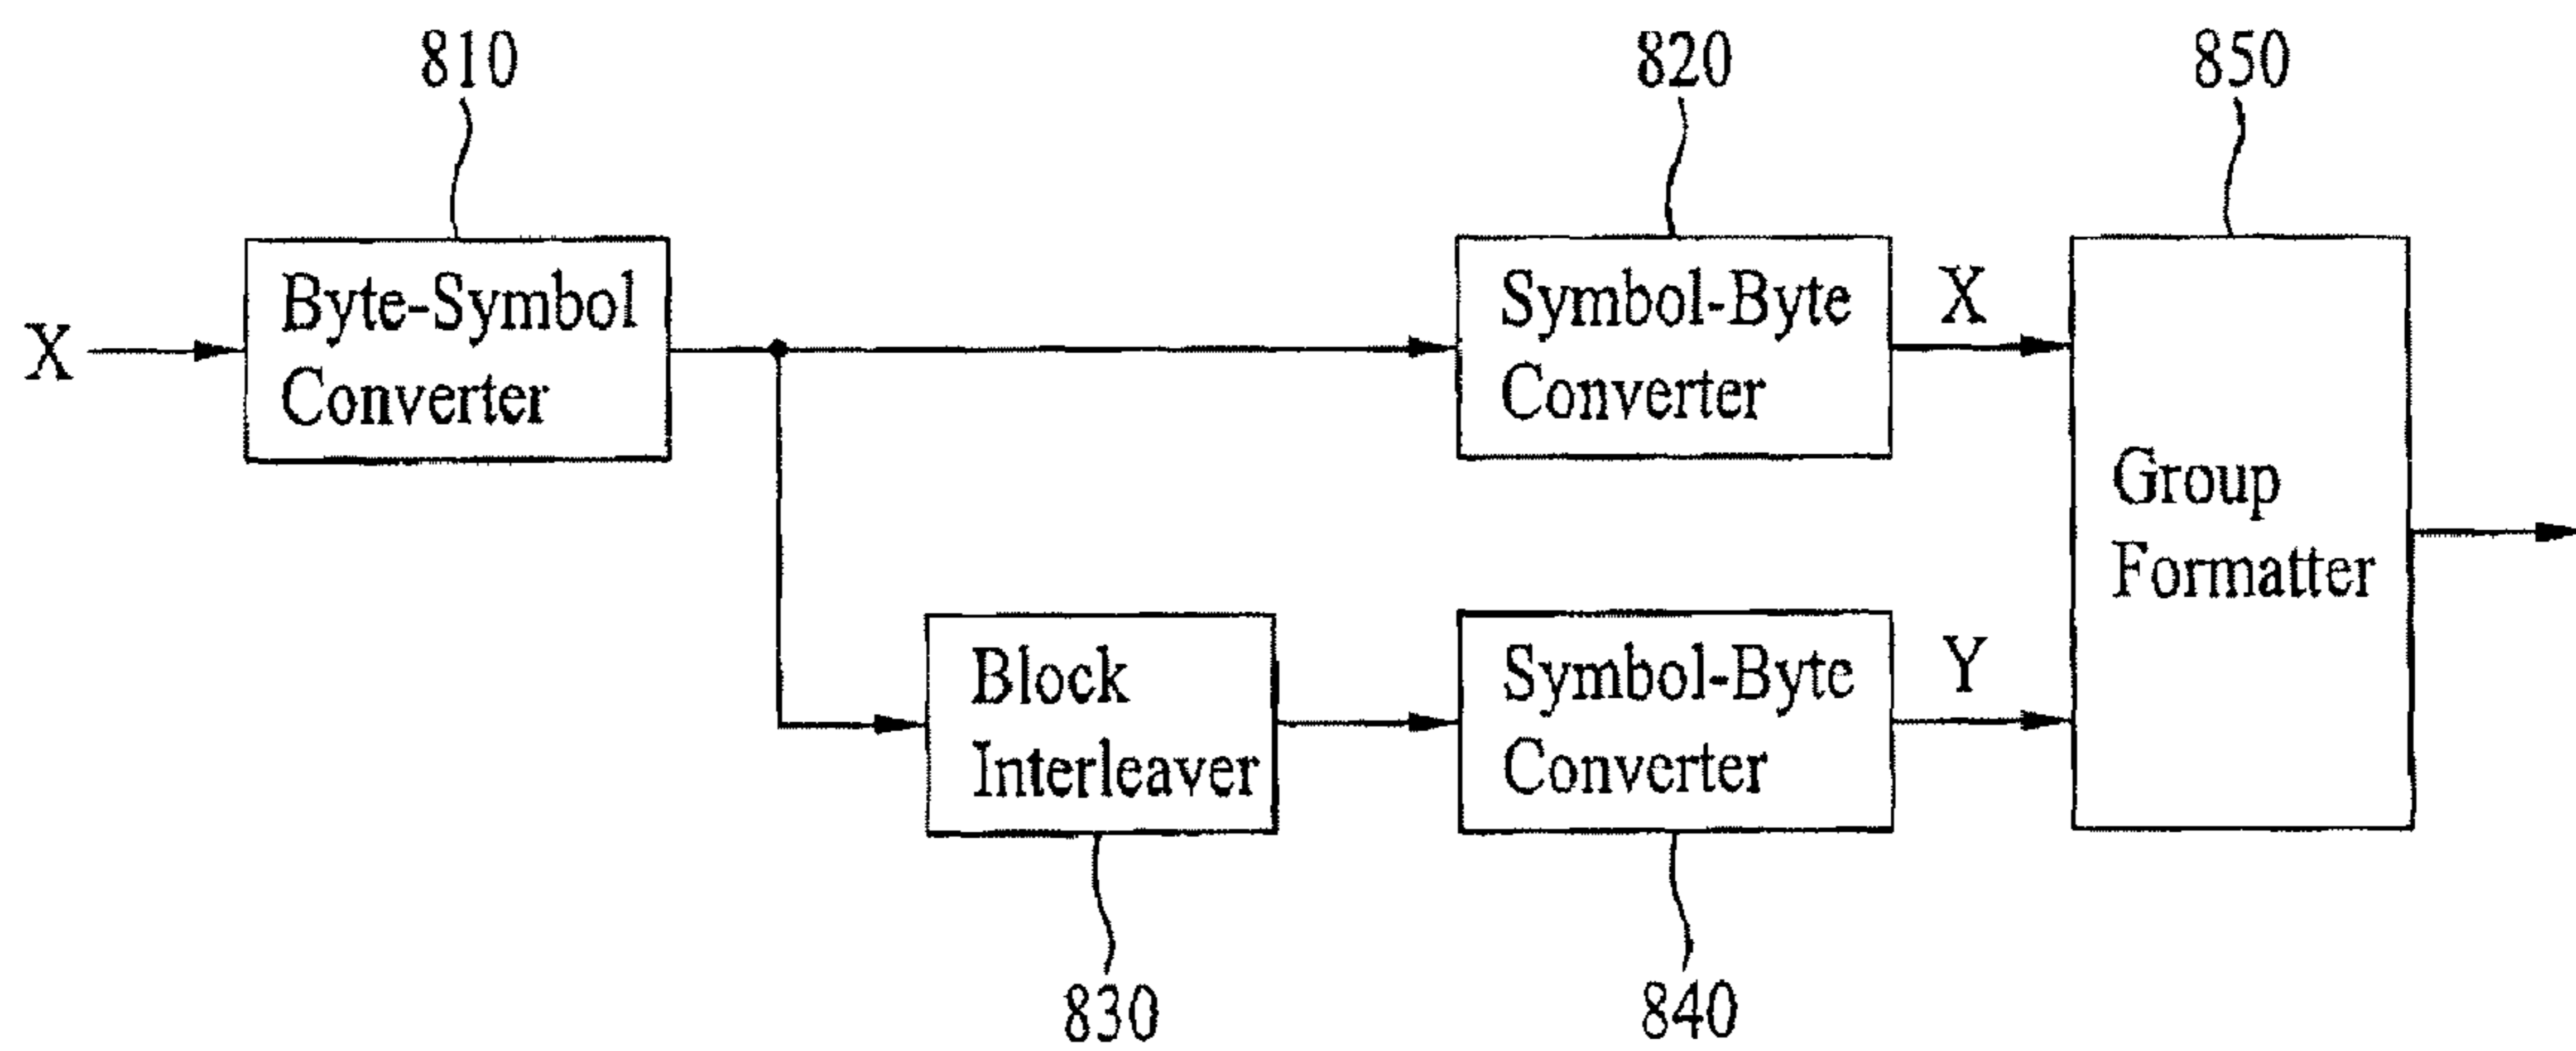 810
820
850
X
Byte-Symbol
Converter
Symbol-Byte
Converter
X
Group
Formatter
Block
Interleaver
Symbol-Byte
Converter
Y
830
840